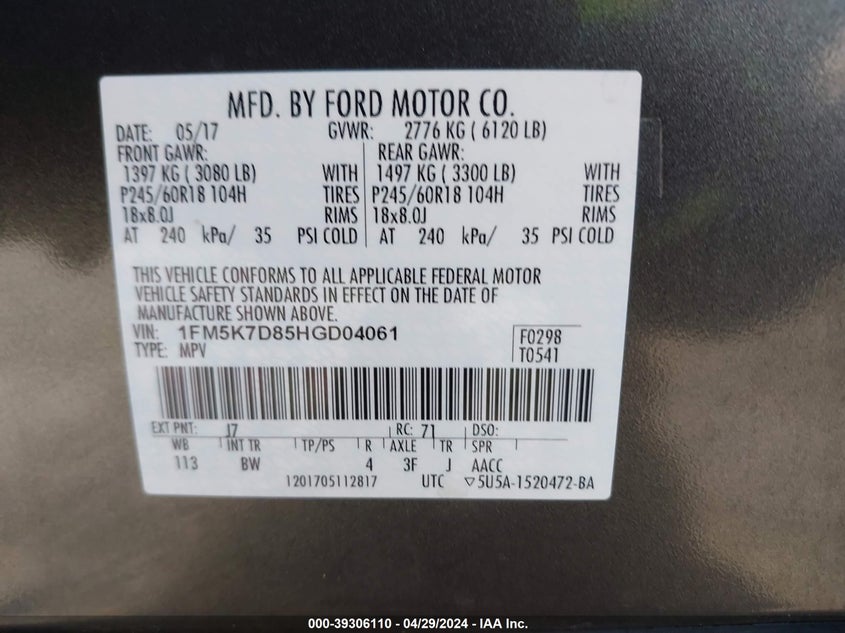 MFD. BY FORD MOTOR CO.
DATE: 05/17 GVWR: 2776 KG ( 6120 LB)
FRONT GAWR: REAR GAWR:
1397 KG ( 3080 LB) WITH 1497 KG ( 3300 LB) WITH
P245/60R18 104H TIRES P245/60R18 104H TIRES
18x8.0J RIMS 18x8.0J RIMS
AT 240 kPa/ 35 PSI COLD AT 240 kPa/ 35 PSI COLD
THIS VEHICLE CONFORMS TO ALL APPLICABLE FEDERAL MOTOR
VEHICLE SAFETY STANDARDS IN EFFECT ON THE DATE OF
MANUFACTURE SHOWN ABOVE.
VIN: 1FM5K7D85HGD04061 F0298
TYPE: MPV T0541
EXT PNT: J7 RC: 71 DSO:
WB INT TR TP/PS R AXLE TR SPR
113 BW 4 3F J AACC
1201705112817 UTC ▽5U5A-1520472-BA
000-39306110 - 04/29/2024 - IAA Inc.